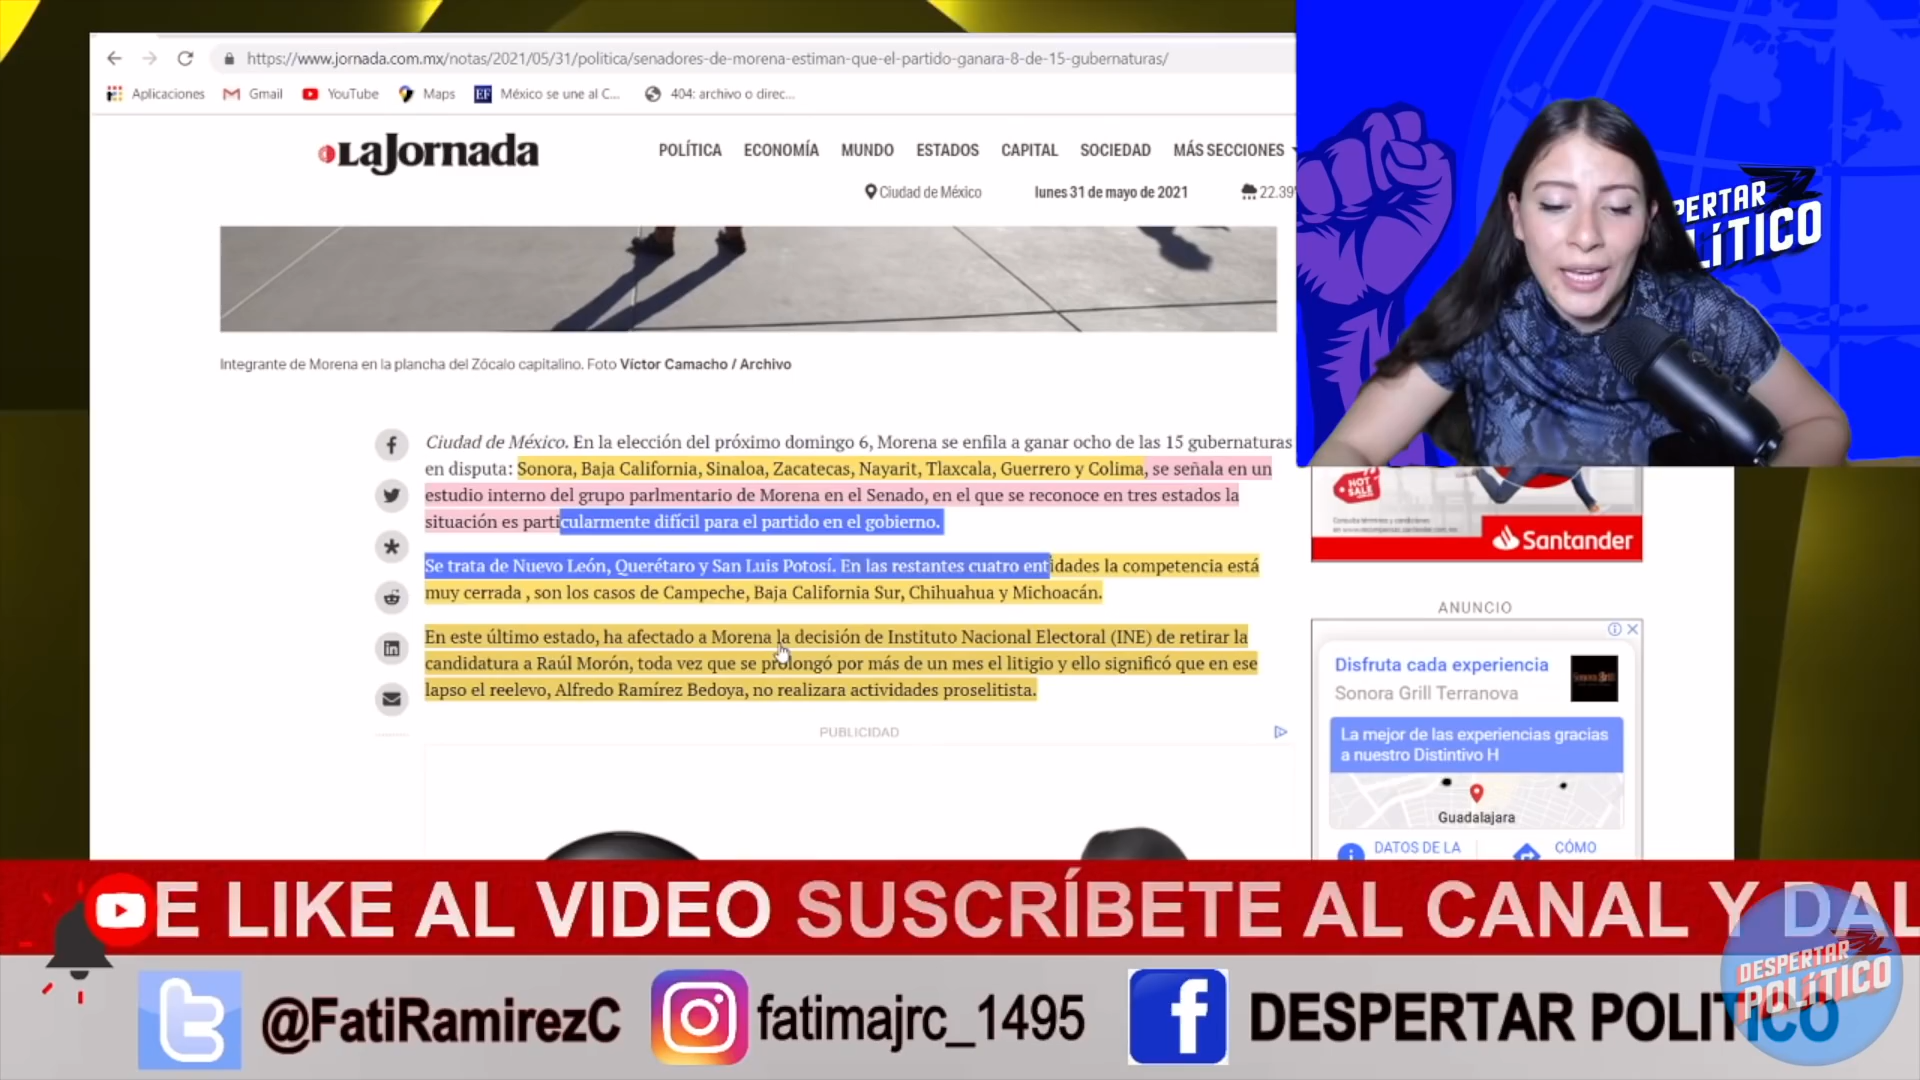 https://www.jornada.com.mx/notas/2021/05/31/politica/senadores-de-morena-estiman-que-el-partido-ganara-8-de-15-gubernaturas/
Aplicaciones Gmail YouTube Maps EF México se une al C... 404: archivo o direc...
LaJornada
POLÍTICA ECONOMÍA MUNDO ESTADOS CAPITAL SOCIEDAD MÁS SECCIONES
Ciudad de México lunes 31 de mayo de 2021 22.39°
PERTAR
LÍTICO
Integrante de Morena en la plancha del Zócalo capitalino. Foto Víctor Camacho / Archivo
Ciudad de México. En la elección del próximo domingo 6, Morena se enfila a ganar ocho de las 15 gubernaturas
en disputa: Sonora, Baja California, Sinaloa, Zacatecas, Nayarit, Tlaxcala, Guerrero y Colima, se señala en un
estudio interno del grupo parlmentario de Morena en el Senado, en el que se reconoce en tres estados la
situación es particularmente difícil para el partido en el gobierno.
Se trata de Nuevo León, Querétaro y San Luis Potosí. En las restantes cuatro entidades la competencia está
muy cerrada , son los casos de Campeche, Baja California Sur, Chihuahua y Michoacán.
En este último estado, ha afectado a Morena la decisión de Instituto Nacional Electoral (INE) de retirar la
candidatura a Raúl Morón, toda vez que se prolongó por más de un mes el litigio y ello significó que en ese
lapso el reelevo, Alfredo Ramírez Bedoya, no realizara actividades proselitista.
PUBLICIDAD
HOT
SALE
Santander
ANUNCIO
Disfruta cada experiencia
Sonora Grill Terranova
La mejor de las experiencias gracias
a nuestro Distintivo H
Guadalajara
DATOS DE LA CÓMO
E LIKE AL VIDEO SUSCRÍBETE AL CANAL Y DAL
DESPERTAR
POLÍTICO
@FatiRamirezC fatimajrc_1495 DESPERTAR POLITICO